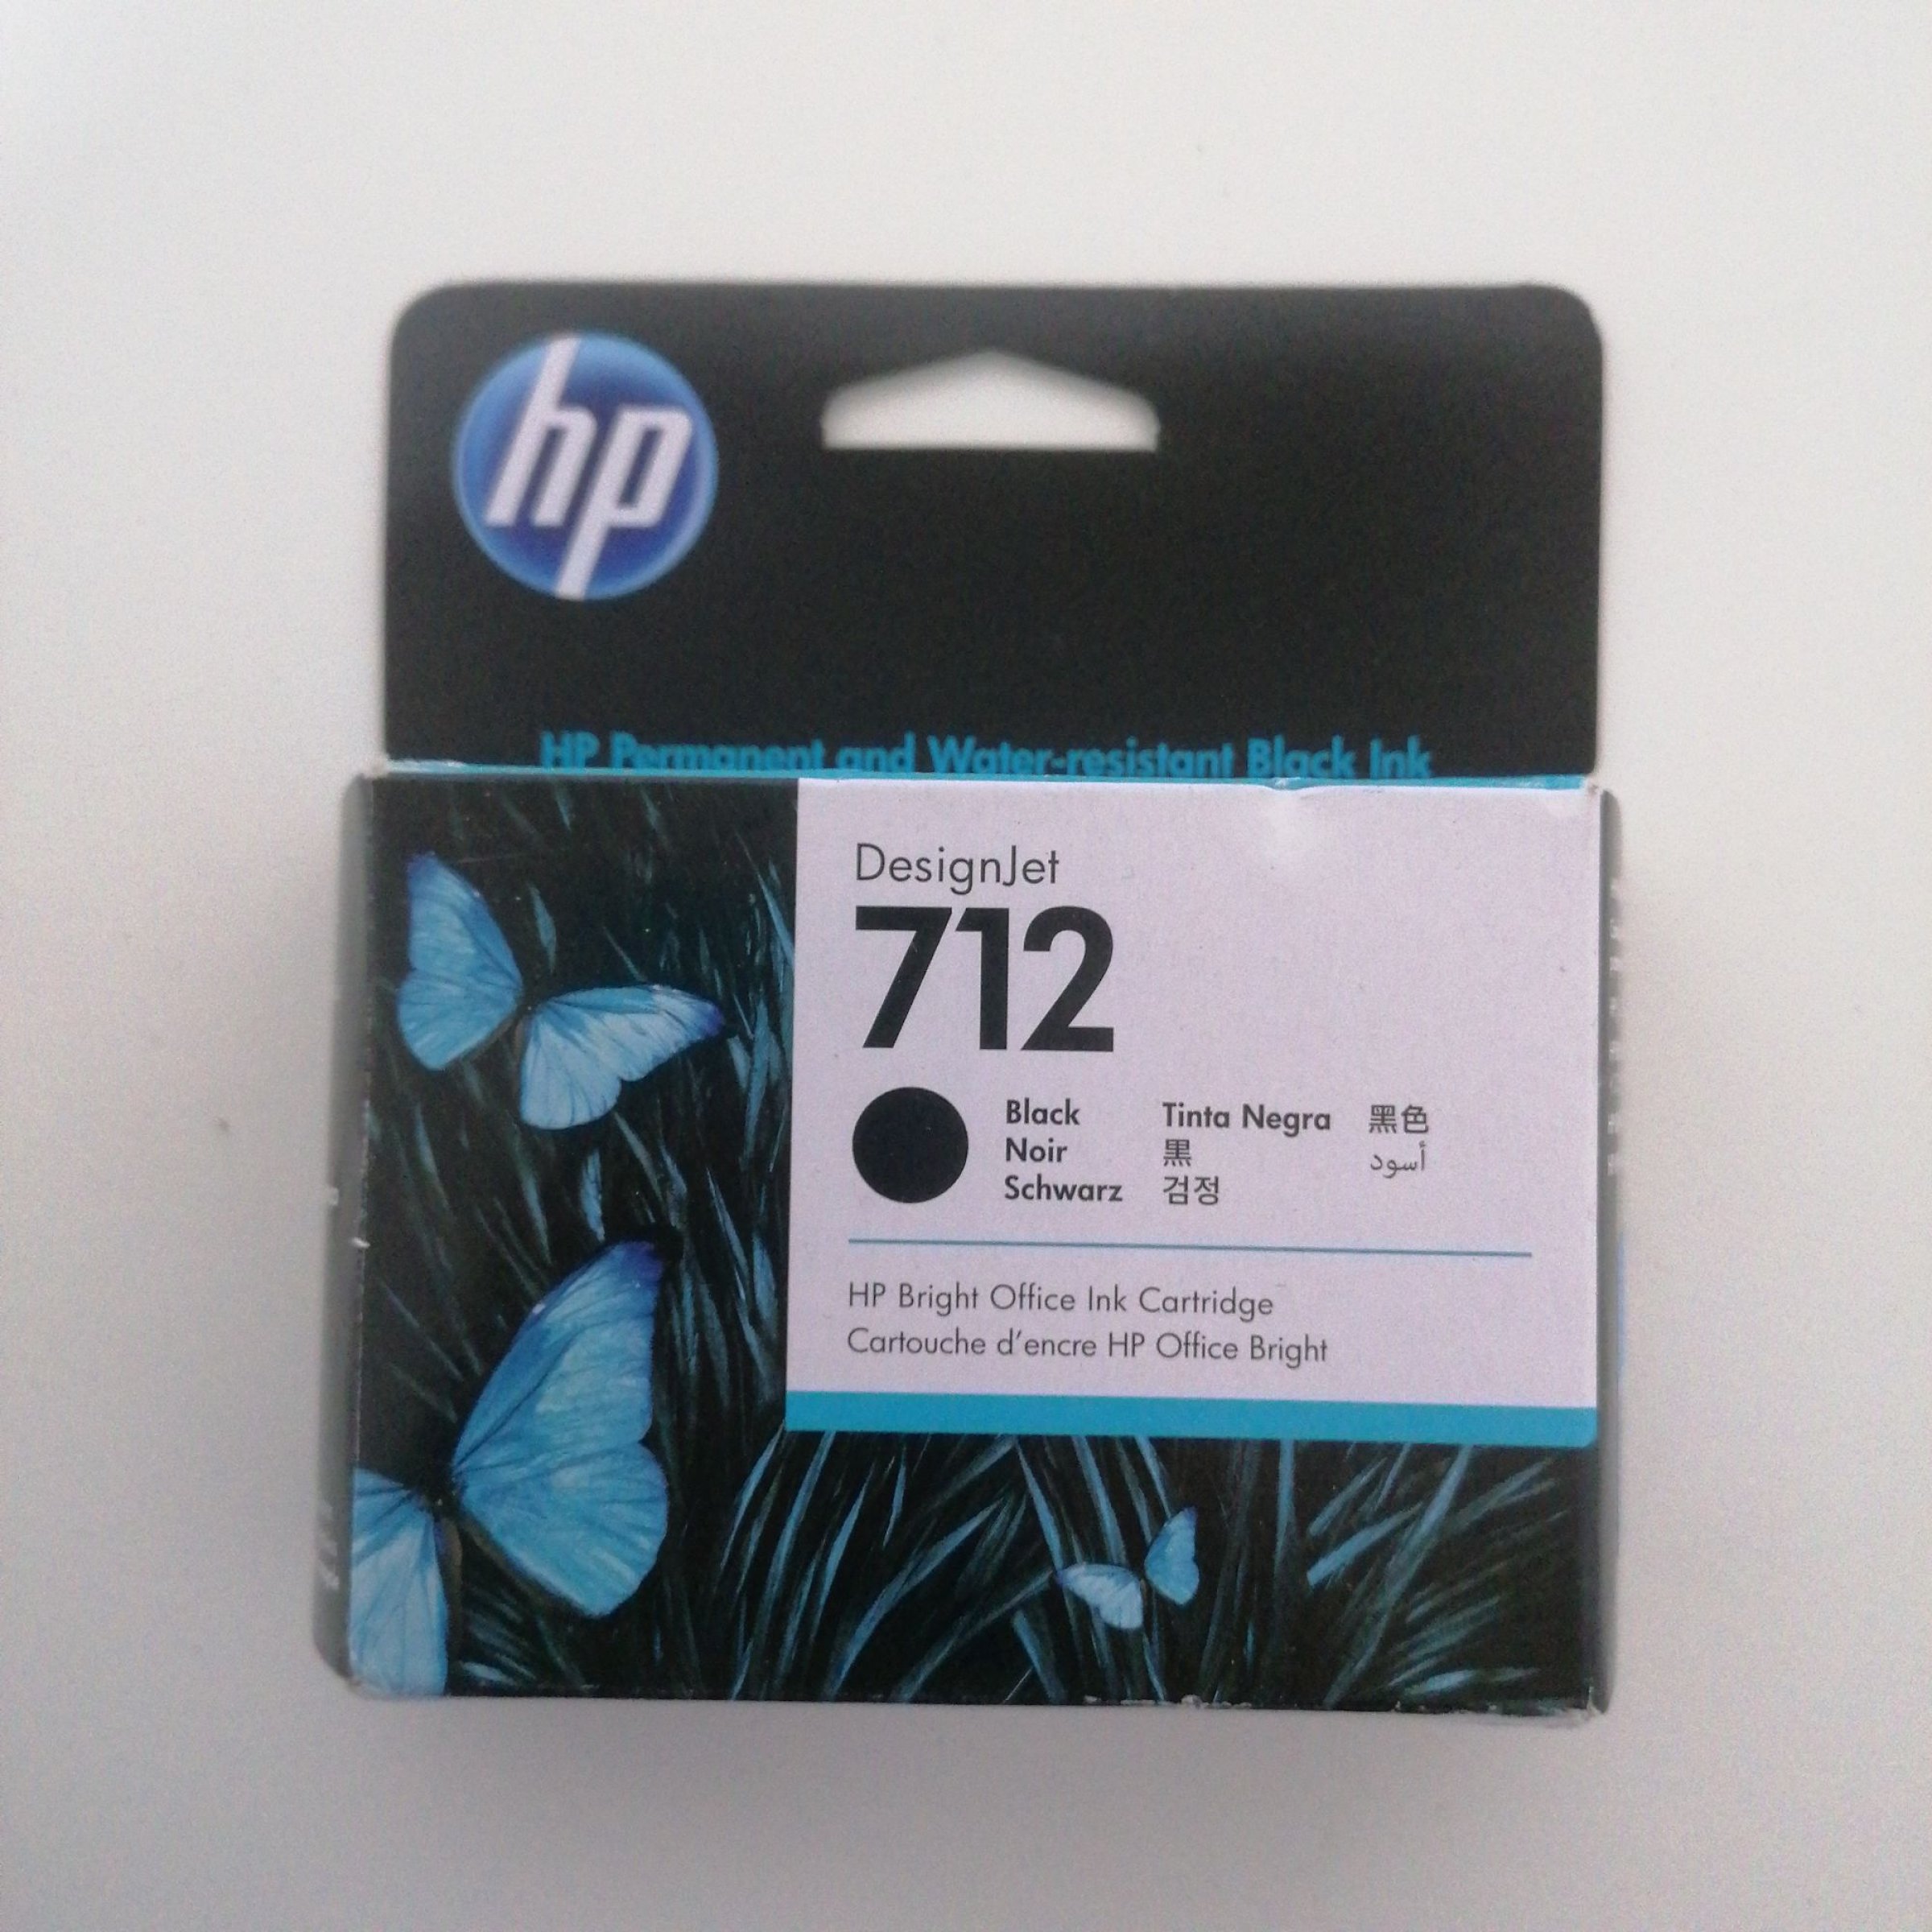 hp
HP Permanent and Water-resistant Black Ink
DesignJet
712
Black
Noir
Schwarz
Tinta Negra
黒
검정
黑色
أسود
HP Bright Office Ink Cartridge
Cartouche d'encre HP Office Bright